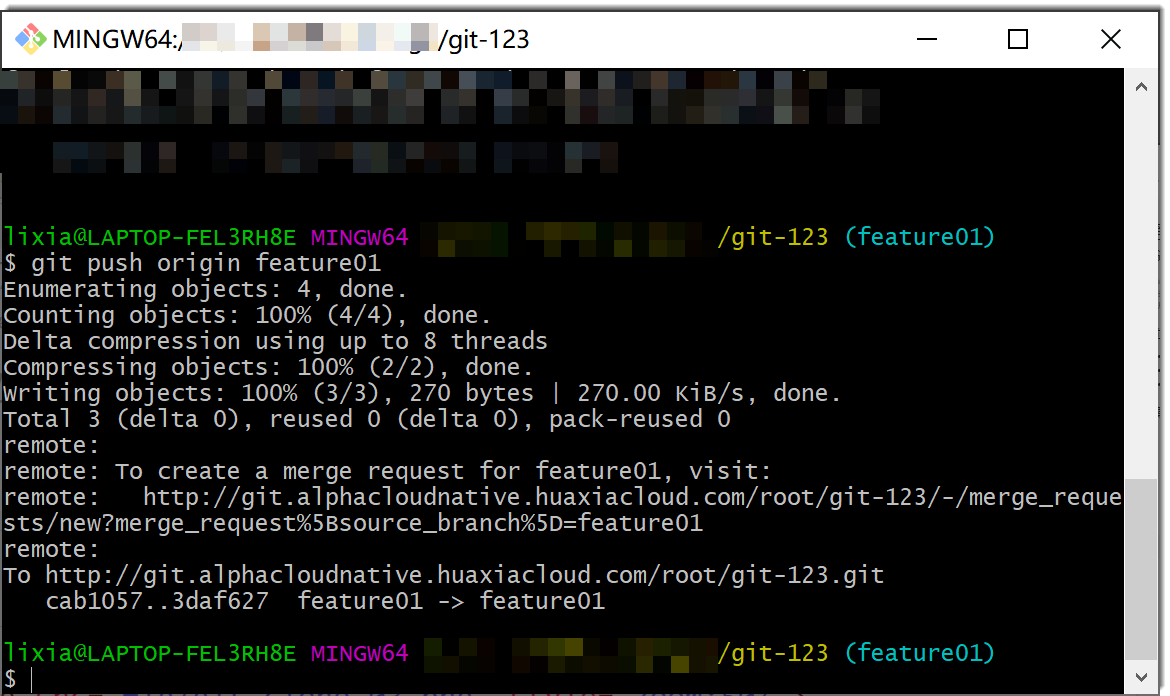 MINGW64:/ /git-123
lixia@LAPTOP-FEL3RH8E MINGW64 /git-123 (feature01)
$ git push origin feature01
Enumerating objects: 4, done.
Counting objects: 100% (4/4), done.
Delta compression using up to 8 threads
Compressing objects: 100% (2/2), done.
Writing objects: 100% (3/3), 270 bytes | 270.00 KiB/s, done.
Total 3 (delta 0), reused 0 (delta 0), pack-reused 0
remote:
remote: To create a merge request for feature01, visit:
remote:   http://git.alphacloudnative.huaxiacloud.com/root/git-123/-/merge_reque
sts/new?merge_request%5Bsource_branch%5D=feature01
remote:
To http://git.alphacloudnative.huaxiacloud.com/root/git-123.git
   cab1057..3daf627  feature01 -> feature01
lixia@LAPTOP-FEL3RH8E MINGW64 /git-123 (feature01)
$